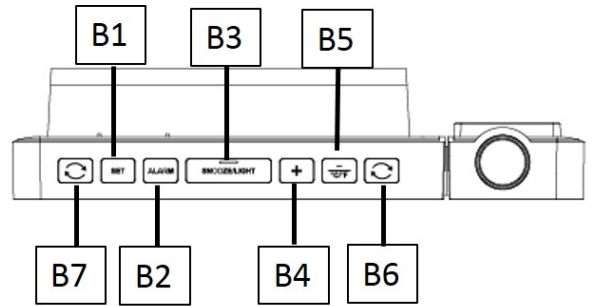 B1
B3
B5
SET
ALARM
SNOOZE/LIGHT
+
-
°C/°F
B7
B2
B4
B6